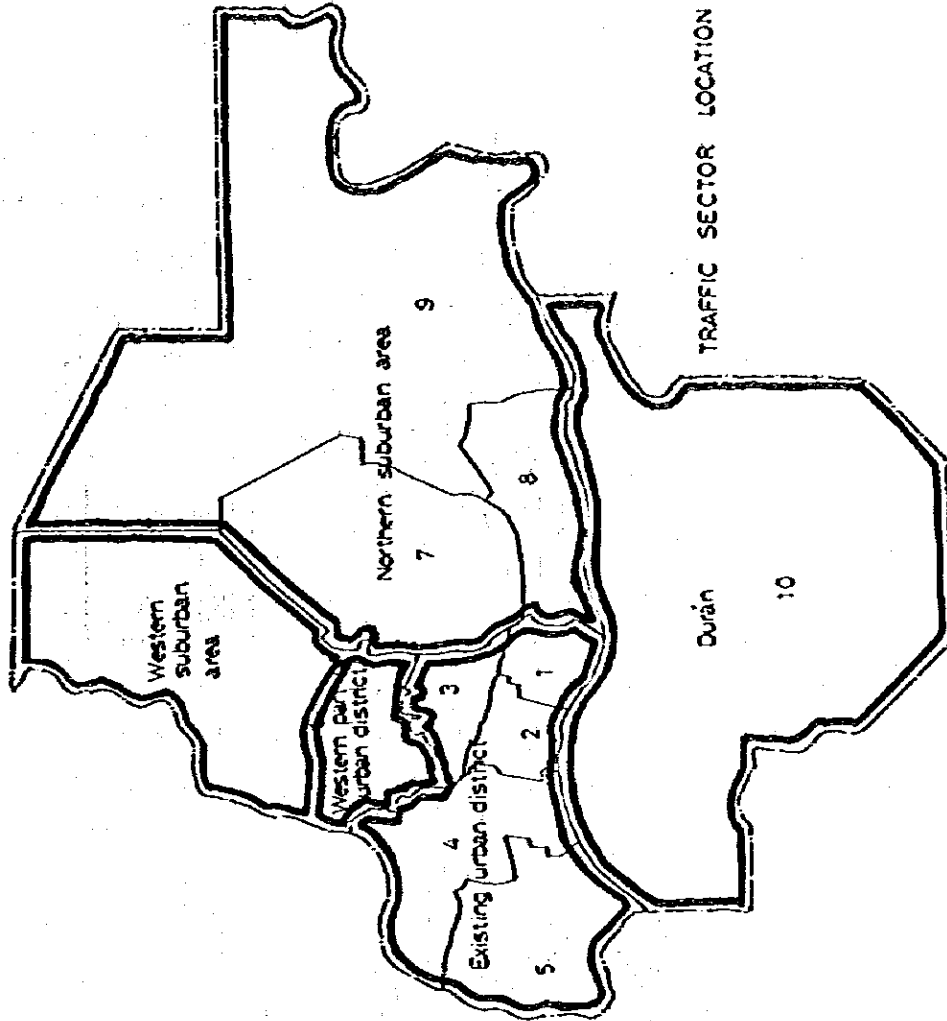 Western
suburban
area
Western part
urban district
Northern suburban area
9
7
8
3
1
2
4
Existing urban district
5
Durán
10
TRAFFIC SECTOR LOCATION